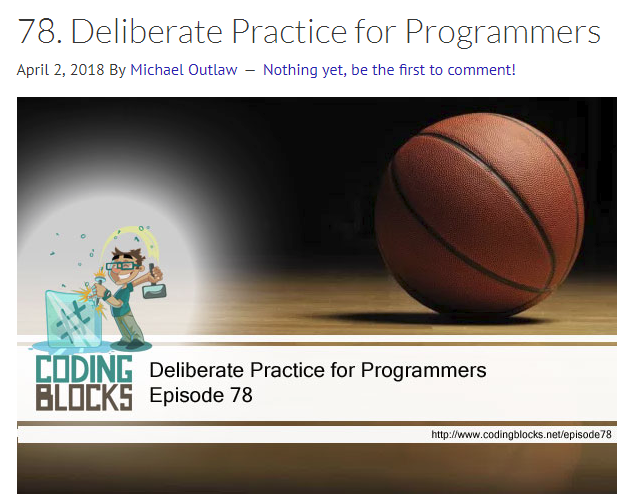 78. Deliberate Practice for Programmers
April 2, 2018 By Michael Outlaw — Nothing yet, be the first to comment!
#
CODING
BLOCKS
Deliberate Practice for Programmers
Episode 78
http://www.codingblocks.net/episode78